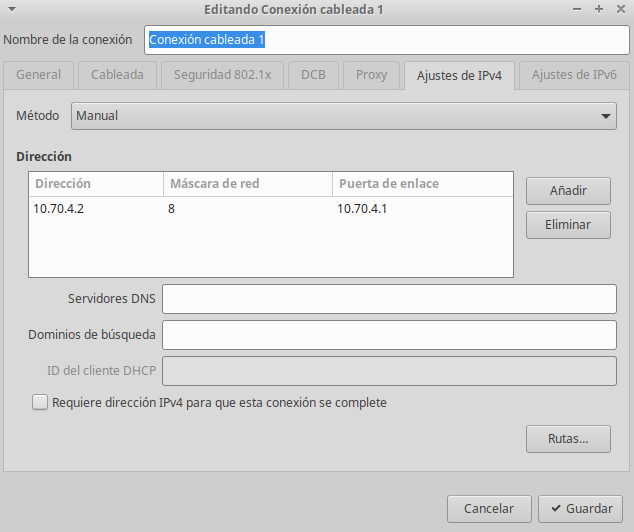 Editando Conexión cableada 1
Nombre de la conexión Conexión cableada 1
General Cableada Seguridad 802.1x DCB Proxy Ajustes de IPv4 Ajustes de IPv6
Método Manual
Dirección
Dirección Máscara de red Puerta de enlace
10.70.4.2 8 10.70.4.1
Añadir
Eliminar
Servidores DNS
Dominios de búsqueda
ID del cliente DHCP
Requiere dirección IPv4 para que esta conexión se complete
Rutas...
Cancelar Guardar